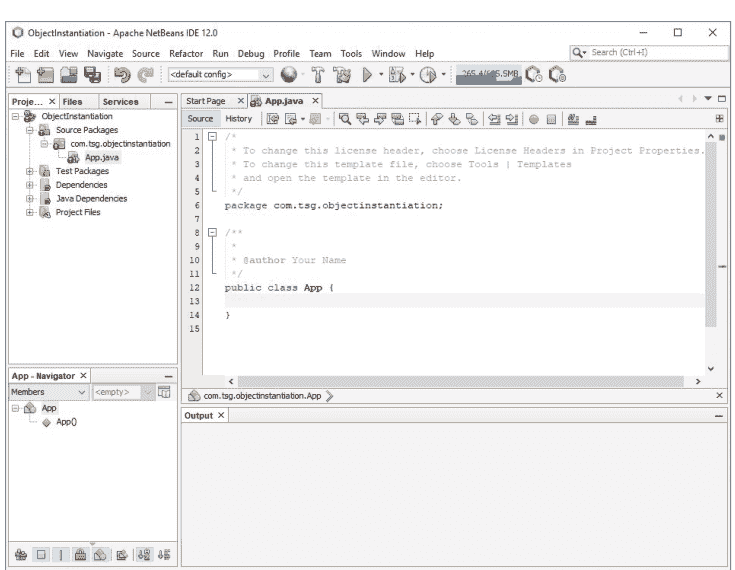 ObjectInstantiation - Apache NetBeans IDE 12.0
File Edit View Navigate Source Refactor Run Debug Profile Team Tools Window Help
Search (Ctrl+I)
<default config>
Proje... Files Services
ObjectInstantiation
Source Packages
com.tsg.objectinstantiation
App.java
Test Packages
Dependencies
Java Dependencies
Project Files
Start Page App.java
Source History
1 /*
2 * To change this license header, choose License Headers in Project Properties.
3 * To change this template file, choose Tools | Templates
4 * and open the template in the editor.
5 */
6 package com.tsg.objectinstantiation;
7
8 /**
9 *
10 * @author Your Name
11 */
12 public class App {
13
14 }
15
com.tsg.objectinstantiation.App
App - Navigator
Members <empty>
App
App()
Output